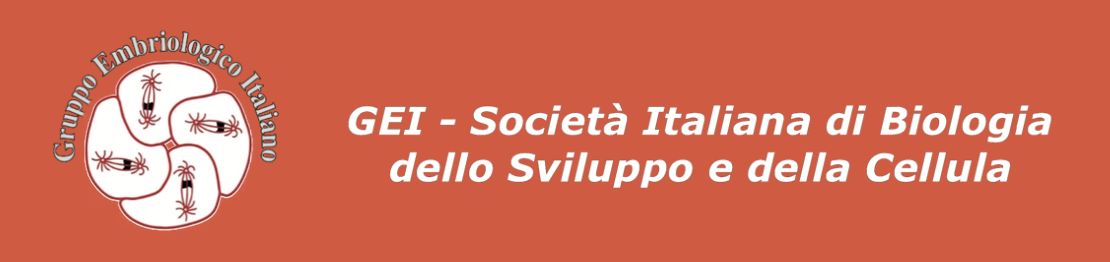 Gruppo Embriologico Italiano
GEI - Società Italiana di Biologia
dello Sviluppo e della Cellula